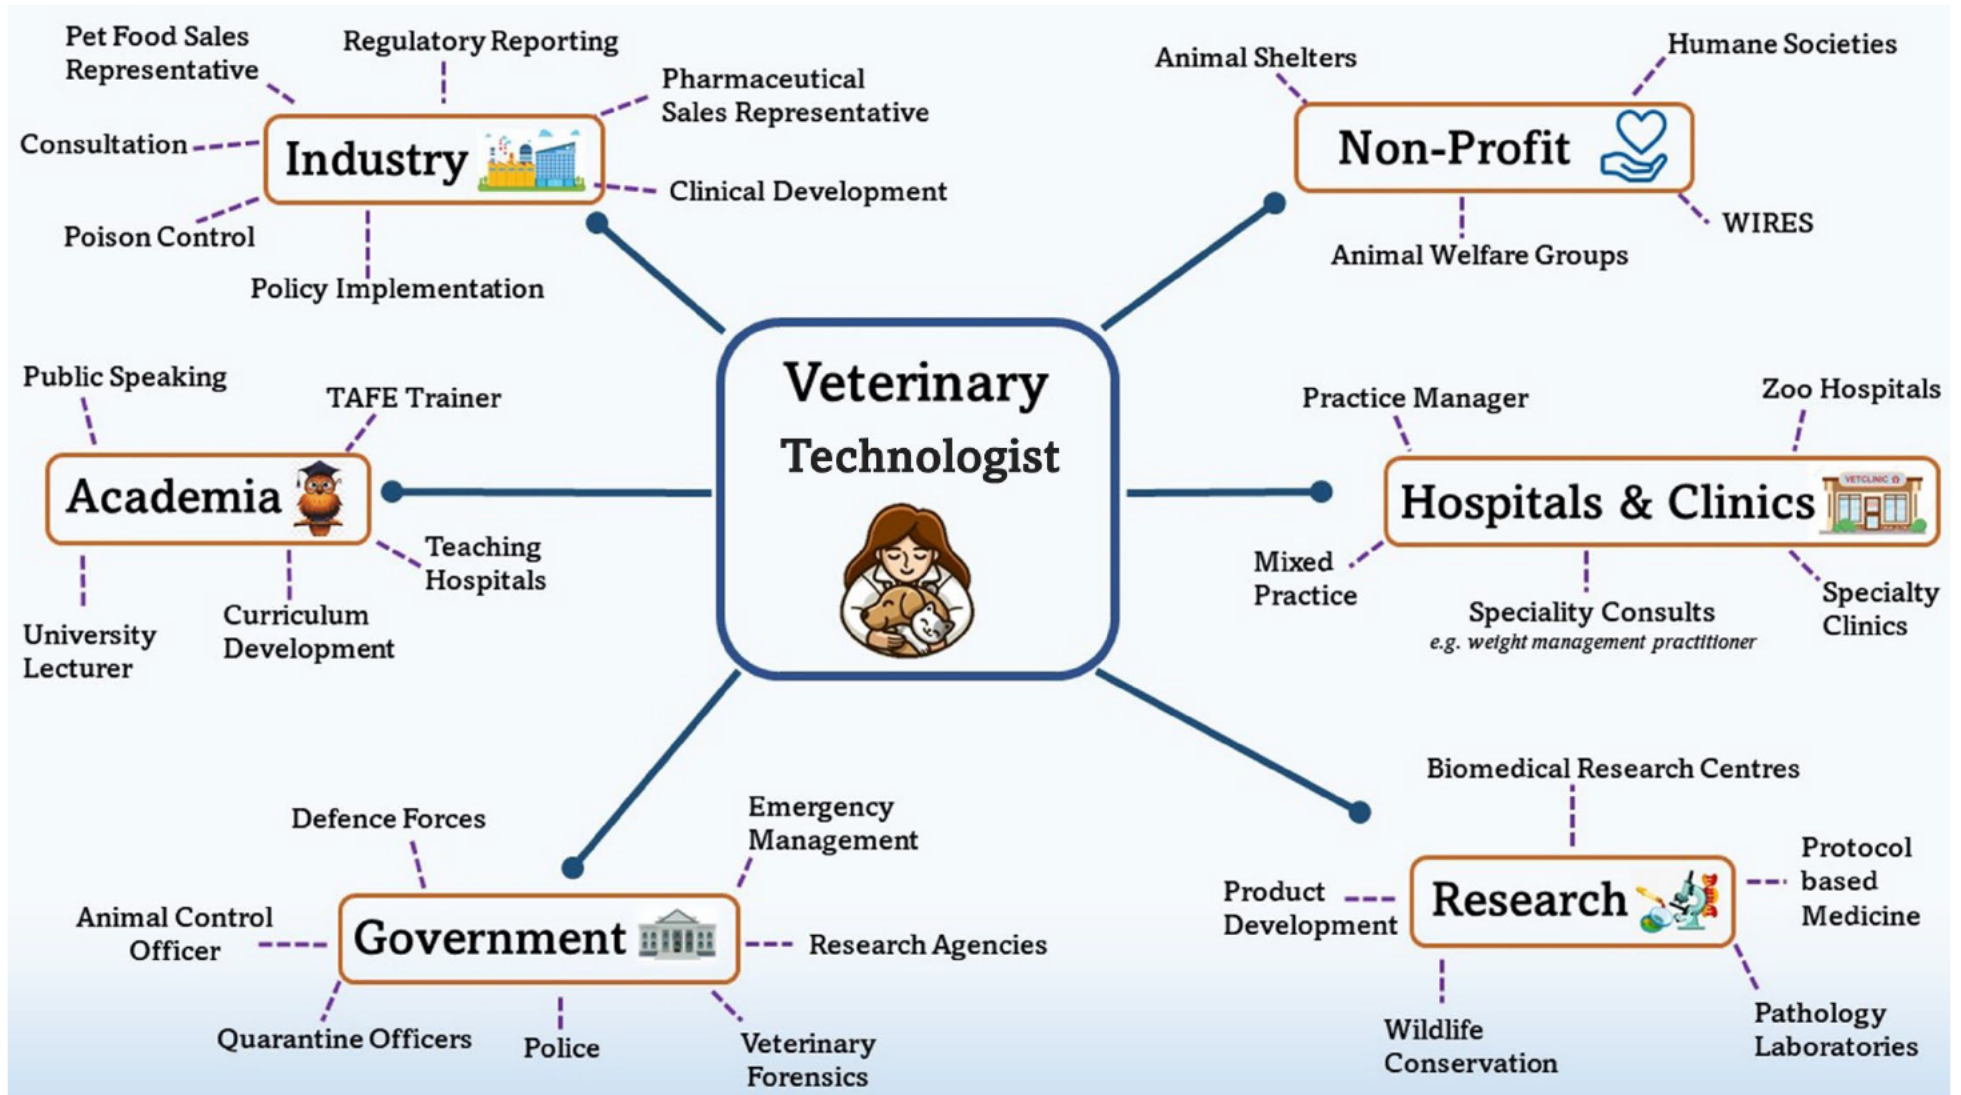 Pet Food Sales
Representative
Regulatory Reporting
Pharmaceutical
Sales Representative
Consultation
Industry
Clinical Development
Poison Control
Policy Implementation
Animal Shelters
Humane Societies
Non-Profit
WIRES
Animal Welfare Groups
Veterinary
Technologist
Public Speaking
TAFE Trainer
Academia
Teaching
Hospitals
University
Lecturer
Curriculum
Development
Practice Manager
Zoo Hospitals
Hospitals & Clinics
VETCLINIC
Mixed
Practice
Speciality Consults
e.g. weight management practitioner
Specialty
Clinics
Defence Forces
Emergency
Management
Animal Control
Officer
Government
Research Agencies
Quarantine Officers
Police
Veterinary
Forensics
Biomedical Research Centres
Product
Development
Research
Protocol
based
Medicine
Wildlife
Conservation
Pathology
Laboratories